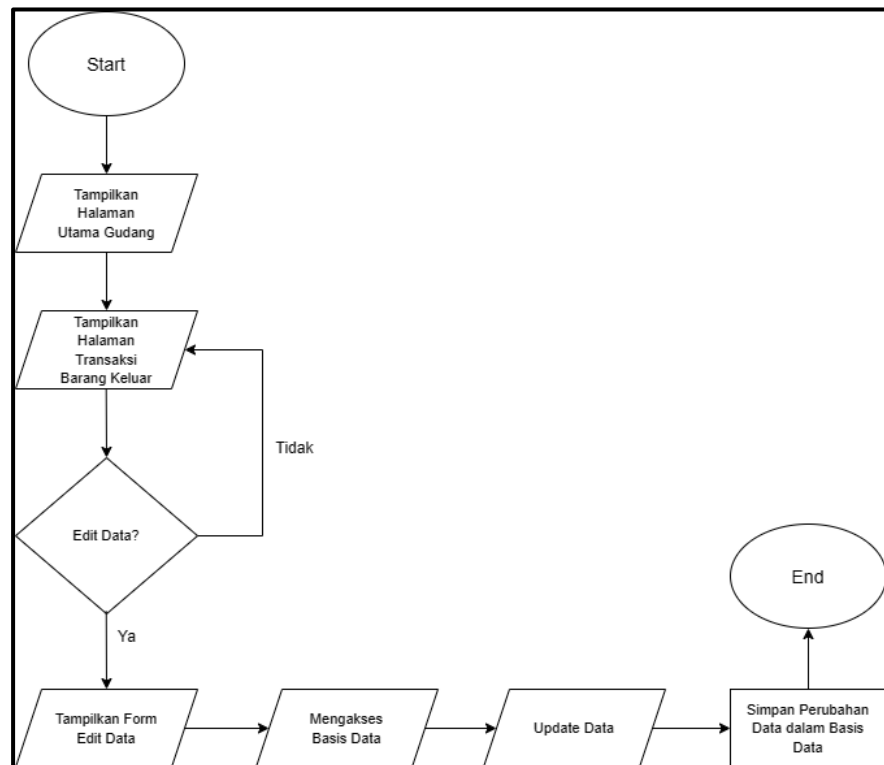 Start
Tampilkan
Halaman
Utama Gudang
Tampilkan
Halaman
Transaksi
Barang Keluar
Tidak
Edit Data?
Ya
End
Tampilkan Form
Edit Data
Mengakses
Basis Data
Update Data
Simpan Perubahan
Data dalam Basis
Data